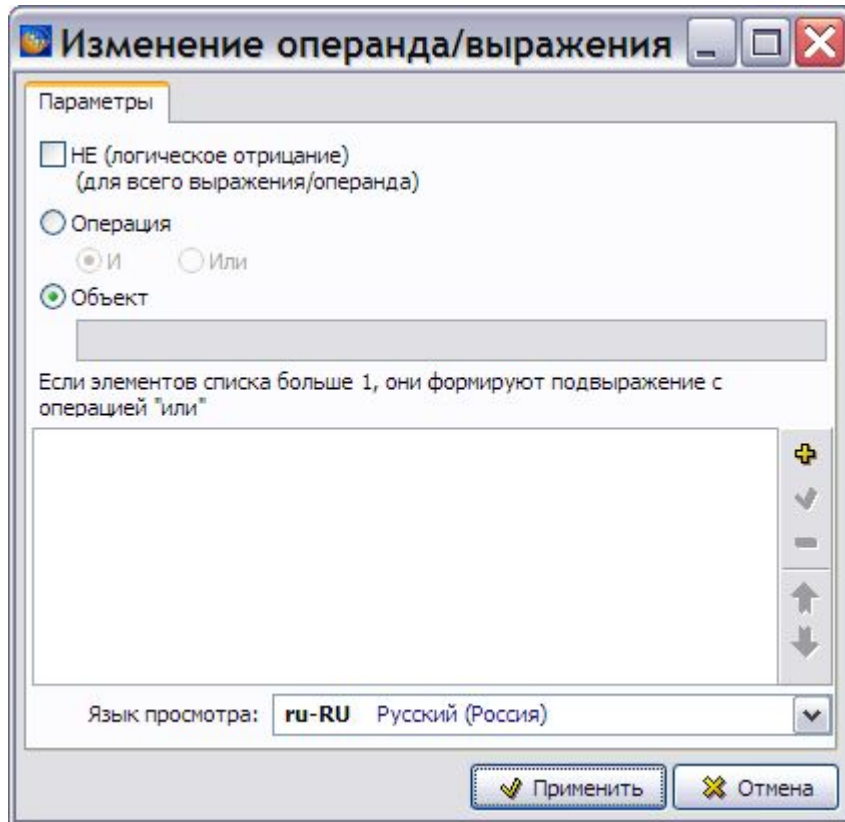 Изменение операнда/выражения
Параметры
НЕ (логическое отрицание)
(для всего выражения/операнда)
Операция
И Или
Объект
Если элементов списка больше 1, они формируют подвыражение с
операцией "или"
Язык просмотра: ru-RU Русский (Россия)
Применить Отмена